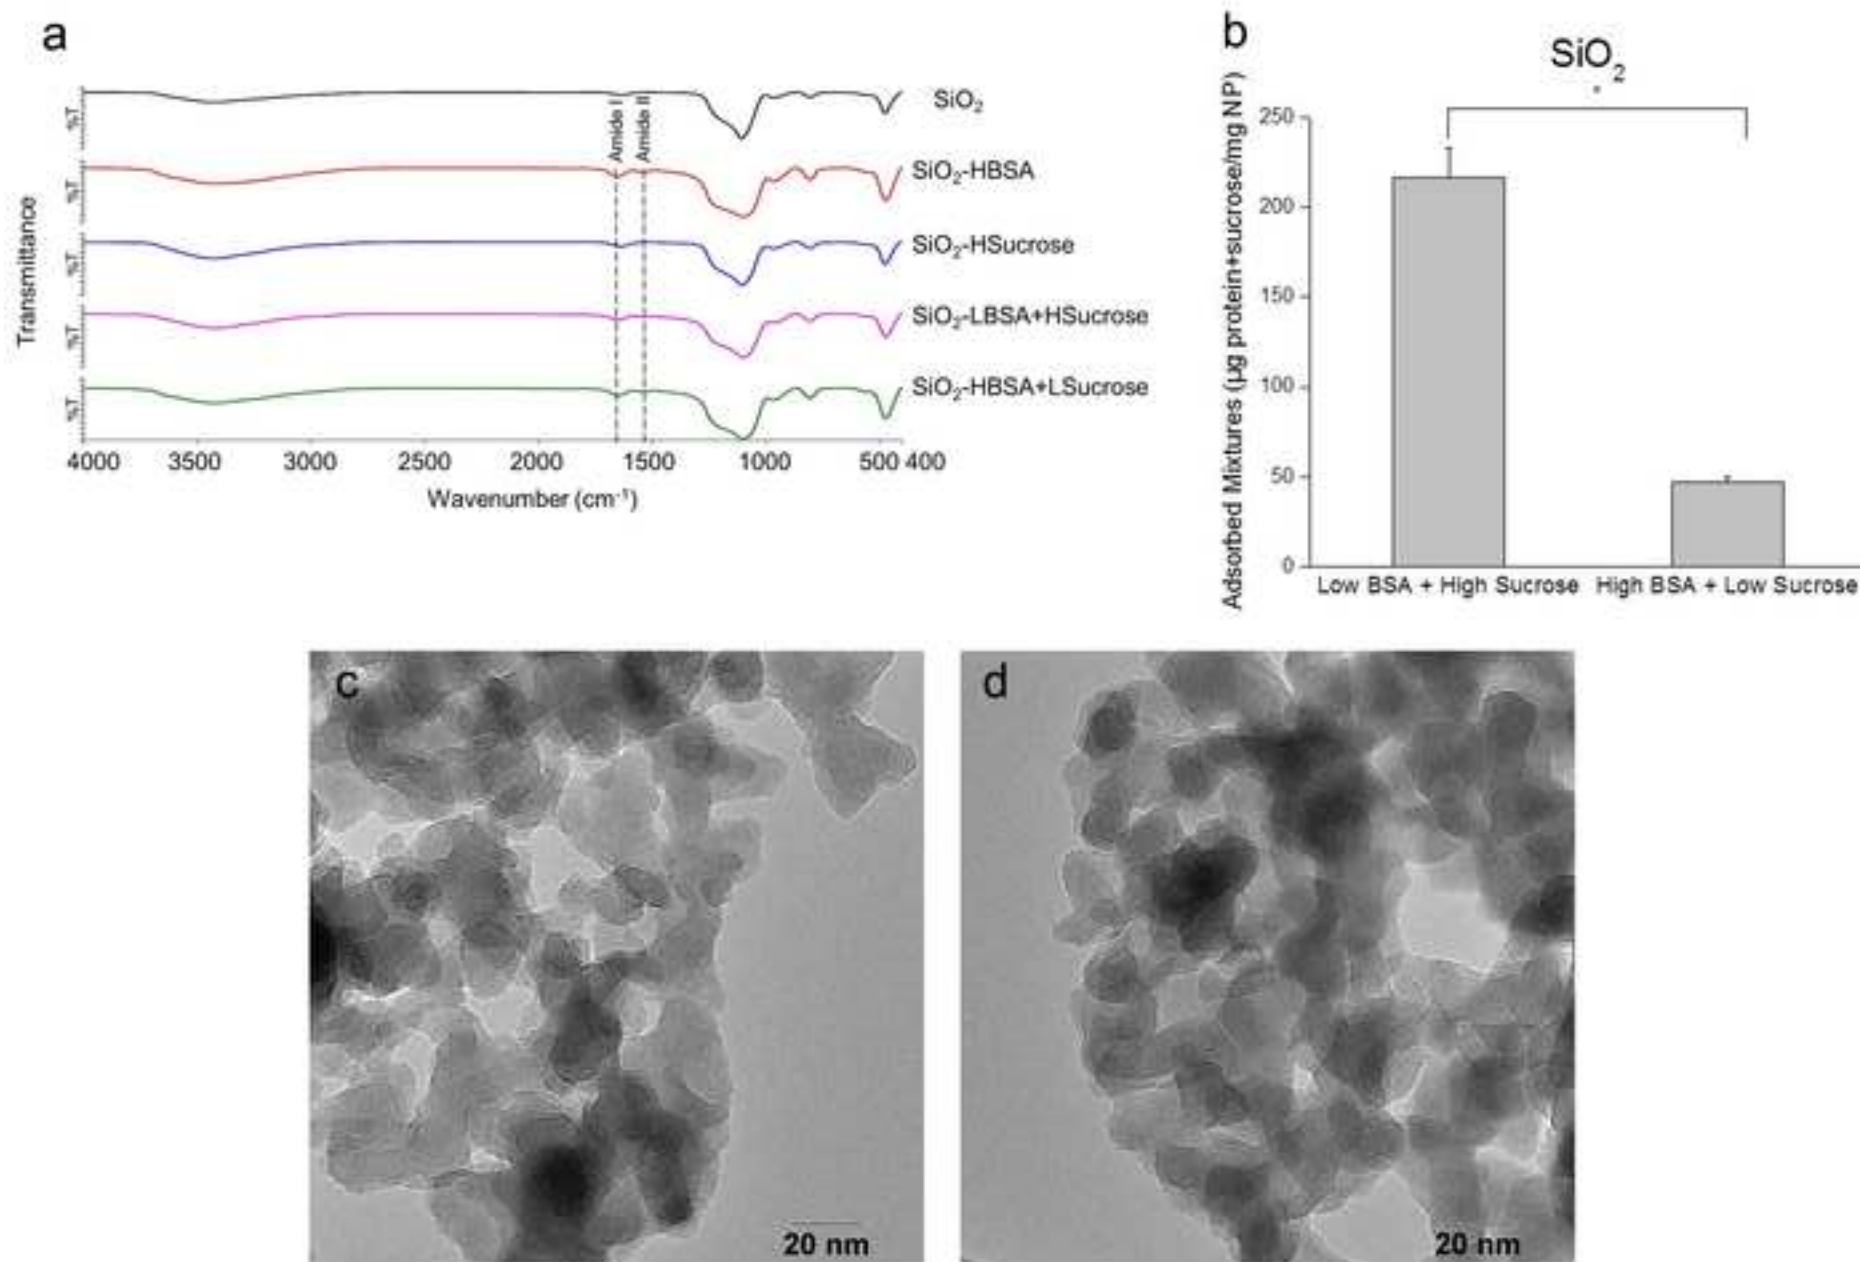 a
Transmittance
%T
SiO2
Amide I
Amide II
%T
SiO2-HBSA
%T
SiO2-HSucrose
%T
SiO2-LBSA+HSucrose
%T
SiO2-HBSA+LSucrose
4000 3500 3000 2500 2000 1500 1000 500 400
Wavenumber (cm-1)
b
SiO2
*
Adsorbed Mixtures (µg protein+sucrose/mg NP)
250
200
150
100
50
0
Low BSA + High Sucrose High BSA + Low Sucrose
c
20 nm
d
20 nm